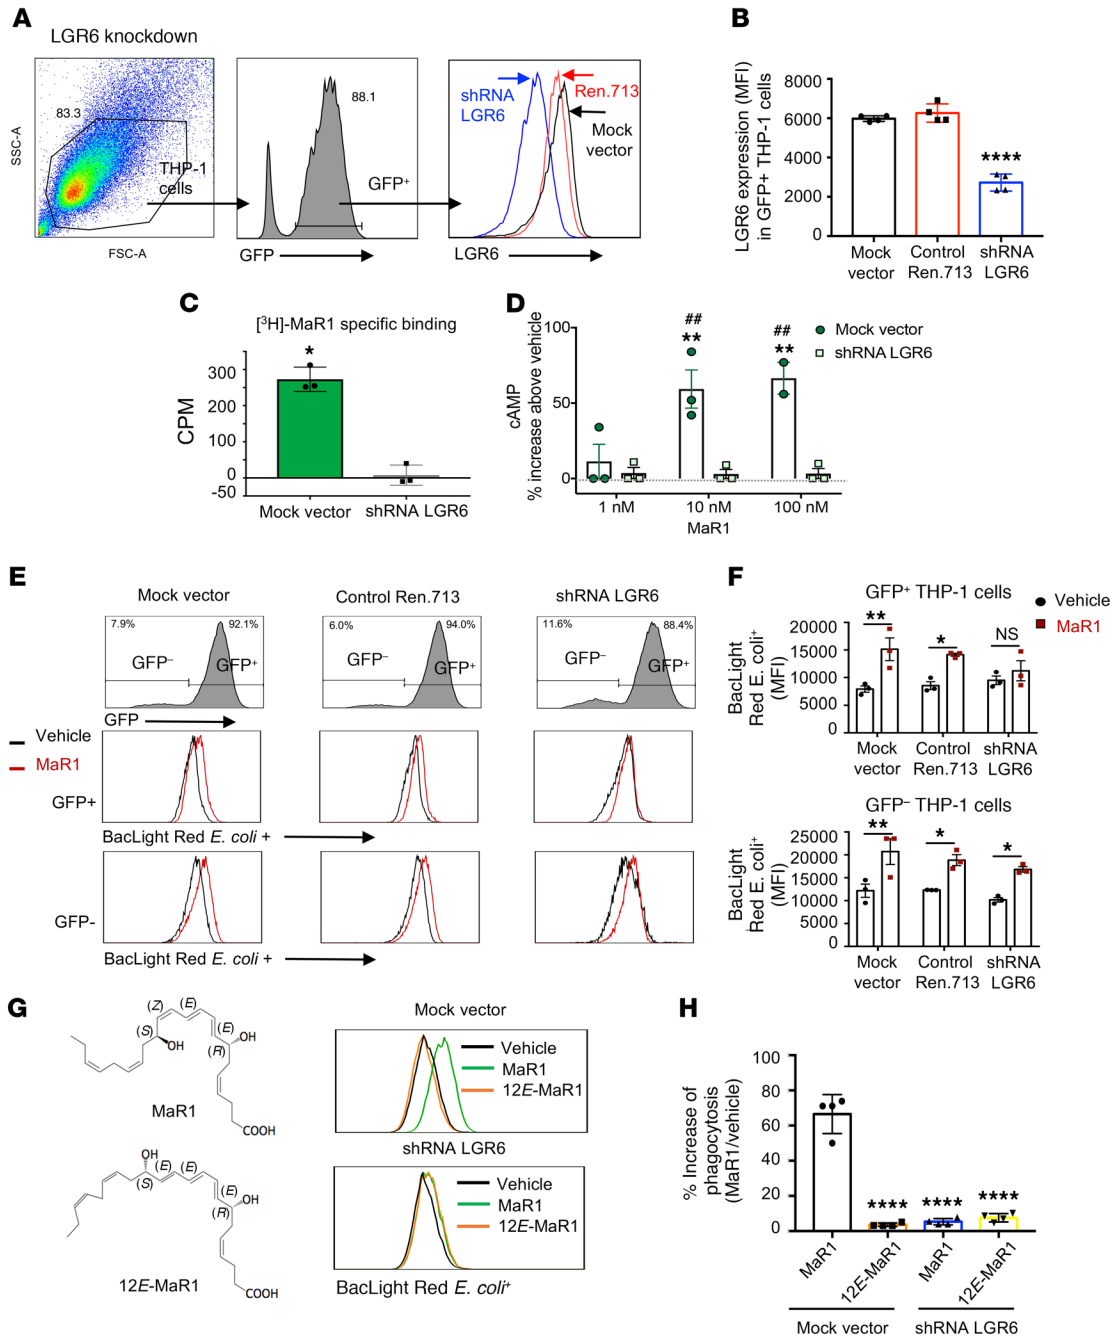 A
LGR6 knockdown
83.3
THP-1
cells
SSC-A
FSC-A
88.1
GFP+
GFP
shRNA
LGR6
Ren.713
Mock
vector
LGR6
B
LGR6 expression (MFI)
in GFP+ THP-1 cells
8000
6000
4000
2000
0
****
Mock
vector
Control
Ren.713
shRNA
LGR6
C
[³H]-MaR1 specific binding
CPM
300
200
100
0
-50
*
Mock vector
shRNA LGR6
D
cAMP
% increase above vehicle
100
50
0
##
**
##
**
Mock vector
shRNA LGR6
1 nM
10 nM
100 nM
MaR1
E
Mock vector
Control Ren.713
shRNA LGR6
7.9%
92.1%
GFP–
GFP+
6.0%
94.0%
GFP–
GFP+
11.6%
88.4%
GFP–
GFP+
GFP
Vehicle
MaR1
GFP+
BacLight Red E. coli +
GFP-
BacLight Red E. coli +
F
GFP+ THP-1 cells
Vehicle
MaR1
BacLight
Red E. coli+
(MFI)
20000
15000
10000
5000
0
**
*
NS
Mock
vector
Control
Ren.713
shRNA
LGR6
GFP– THP-1 cells
BacLight
Red E. coli+
(MFI)
25000
20000
15000
10000
5000
0
**
*
*
Mock
vector
Control
Ren.713
shRNA
LGR6
G
(Z)
(E)
(S)
OH
(E)
OH
(R)
MaR1
COOH
OH
(E)
(E)
(S)
(E)
OH
(R)
12E-MaR1
COOH
Mock vector
Vehicle
MaR1
12E-MaR1
shRNA LGR6
Vehicle
MaR1
12E-MaR1
BacLight Red E. coli+
H
% Increase of
phagocytosis
(MaR1/vehicle)
100
80
60
40
20
0
****
****
****
MaR1
12E-MaR1
MaR1
12E-MaR1
Mock vector
shRNA LGR6